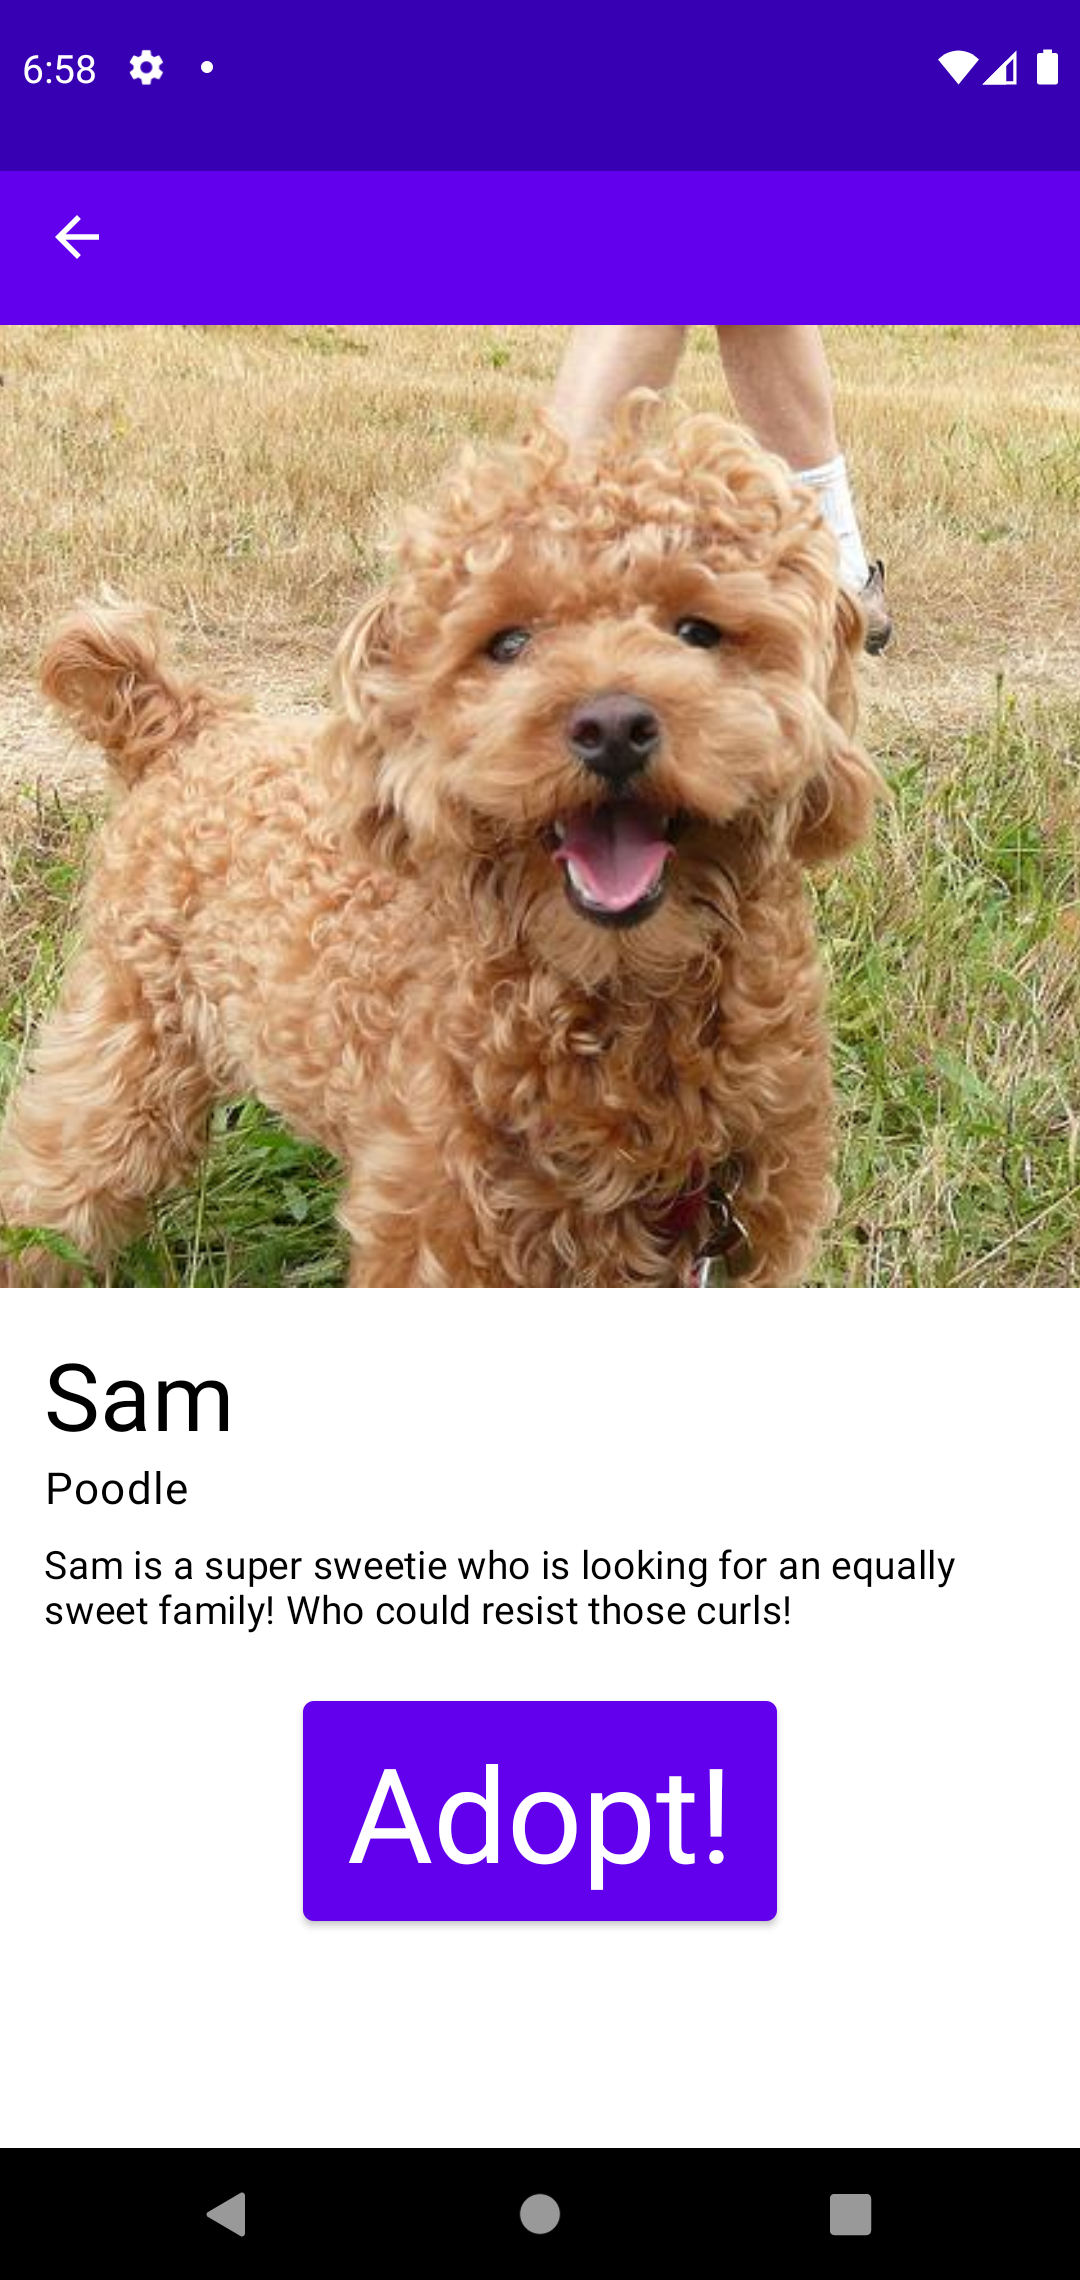 6:58
Sam
Poodle
Sam is a super sweetie who is looking for an equally
sweet family! Who could resist those curls!
Adopt!